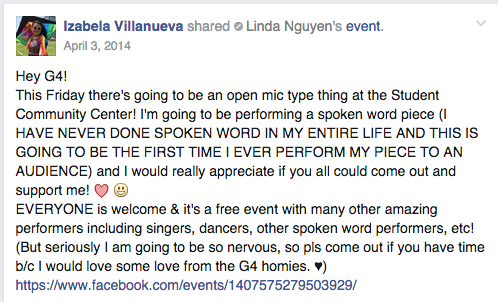 Izabela Villanueva shared Linda Nguyen's event.
April 3, 2014
Hey G4!
This Friday there's going to be an open mic type thing at the Student
Community Center! I'm going to be performing a spoken word piece (I
HAVE NEVER DONE SPOKEN WORD IN MY ENTIRE LIFE AND THIS IS
GOING TO BE THE FIRST TIME I EVER PERFORM MY PIECE TO AN
AUDIENCE) and I would really appreciate if you all could come out and
support me! ❤️ 😃
EVERYONE is welcome & it's a free event with many other amazing
performers including singers, dancers, other spoken word performers, etc!
(But seriously I am going to be so nervous, so pls come out if you have time
b/c I would love some love from the G4 homies. ♥)
https://www.facebook.com/events/1407575279503929/